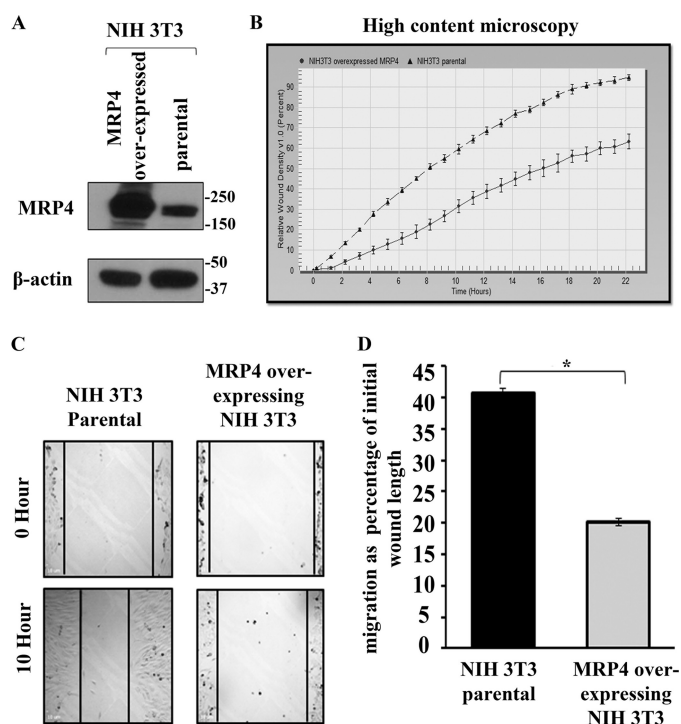 A
NIH 3T3
MRP4
over-expressed
parental
MRP4
-250
-150
β-actin
-50
-37
B
High content microscopy
NIH3T3 overexpressed MRP4 NIH3T3 parental
Relative Wound Density v1.0 (Percent)
90
80
70
60
50
40
30
20
10
0
0 2 4 6 8 10 12 14 16 18 20 22
Time (Hours)
C
NIH 3T3
Parental
MRP4 over-
expressing
NIH 3T3
0 Hour
10 Hour
D
migration as percentage of initial
wound length
45
40
35
30
25
20
15
10
5
0
*
NIH 3T3
parental
MRP4 over-
expressing
NIH 3T3